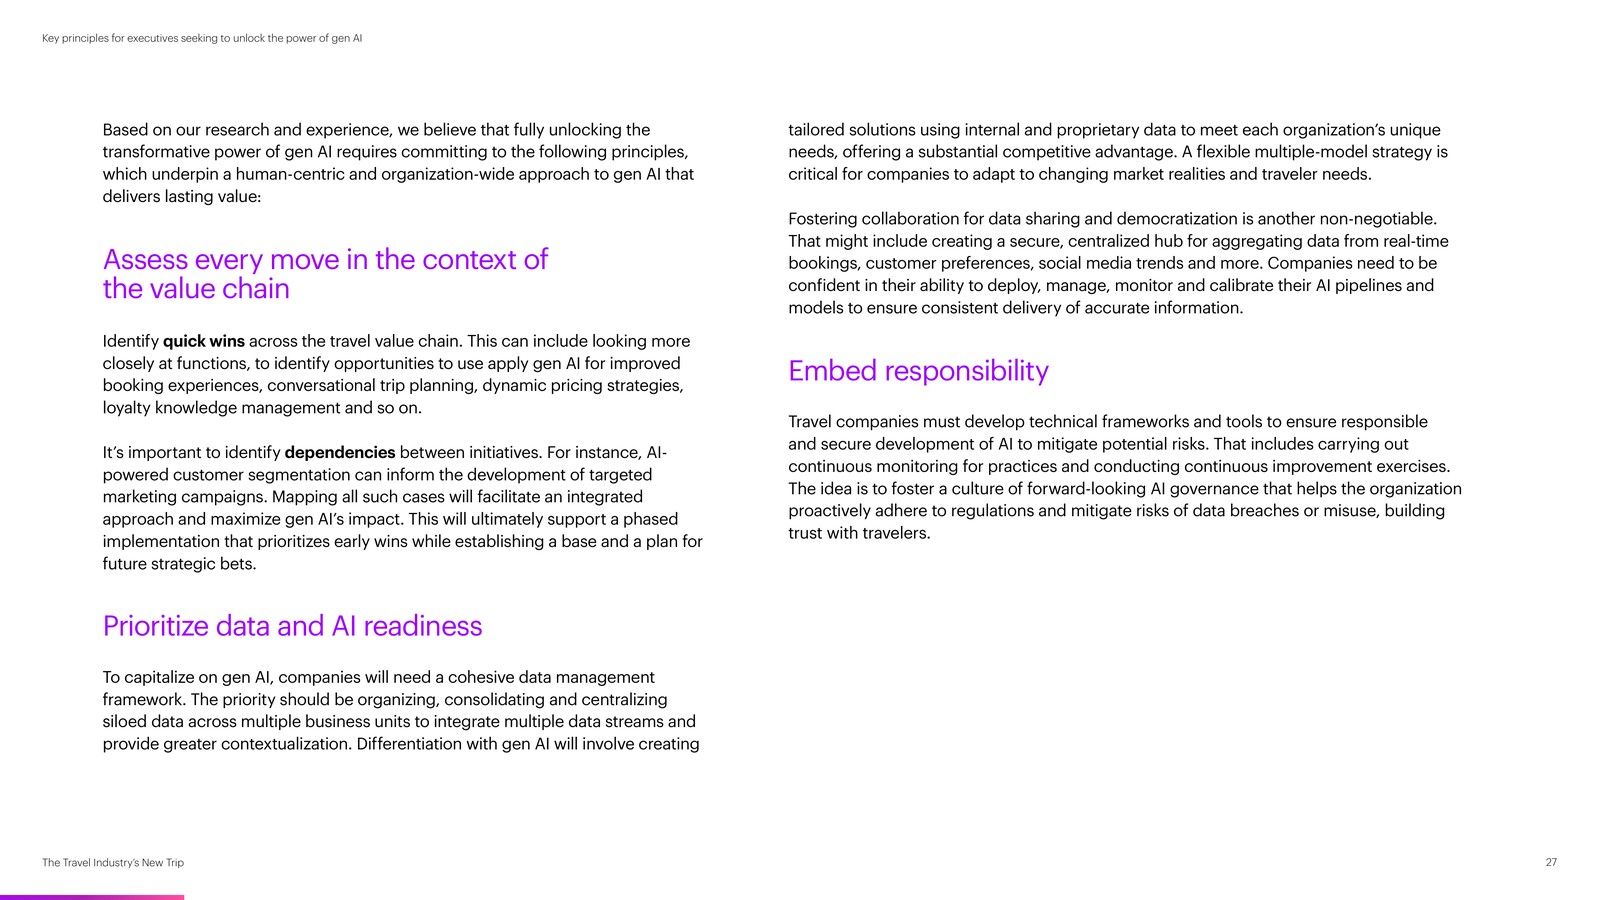 Key principles for executives seeking to unlock the power of gen AI
Based on our research and experience, we believe that fully unlocking the
transformative power of gen AI requires committing to the following principles,
which underpin a human-centric and organization-wide approach to gen AI that
delivers lasting value:
Assess every move in the context of
the value chain
Identify quick wins across the travel value chain. This can include looking more
closely at functions, to identify opportunities to use apply gen AI for improved
booking experiences, conversational trip planning, dynamic pricing strategies,
loyalty knowledge management and so on.
It’s important to identify dependencies between initiatives. For instance, AI-
powered customer segmentation can inform the development of targeted
marketing campaigns. Mapping all such cases will facilitate an integrated
approach and maximize gen AI’s impact. This will ultimately support a phased
implementation that prioritizes early wins while establishing a base and a plan for
future strategic bets.
Prioritize data and AI readiness
To capitalize on gen AI, companies will need a cohesive data management
framework. The priority should be organizing, consolidating and centralizing
siloed data across multiple business units to integrate multiple data streams and
provide greater contextualization. Differentiation with gen AI will involve creating
tailored solutions using internal and proprietary data to meet each organization’s unique
needs, offering a substantial competitive advantage. A flexible multiple-model strategy is
critical for companies to adapt to changing market realities and traveler needs.
Fostering collaboration for data sharing and democratization is another non-negotiable.
That might include creating a secure, centralized hub for aggregating data from real-time
bookings, customer preferences, social media trends and more. Companies need to be
confident in their ability to deploy, manage, monitor and calibrate their AI pipelines and
models to ensure consistent delivery of accurate information.
Embed responsibility
Travel companies must develop technical frameworks and tools to ensure responsible
and secure development of AI to mitigate potential risks. That includes carrying out
continuous monitoring for practices and conducting continuous improvement exercises.
The idea is to foster a culture of forward-looking AI governance that helps the organization
proactively adhere to regulations and mitigate risks of data breaches or misuse, building
trust with travelers.
The Travel Industry’s New Trip
27